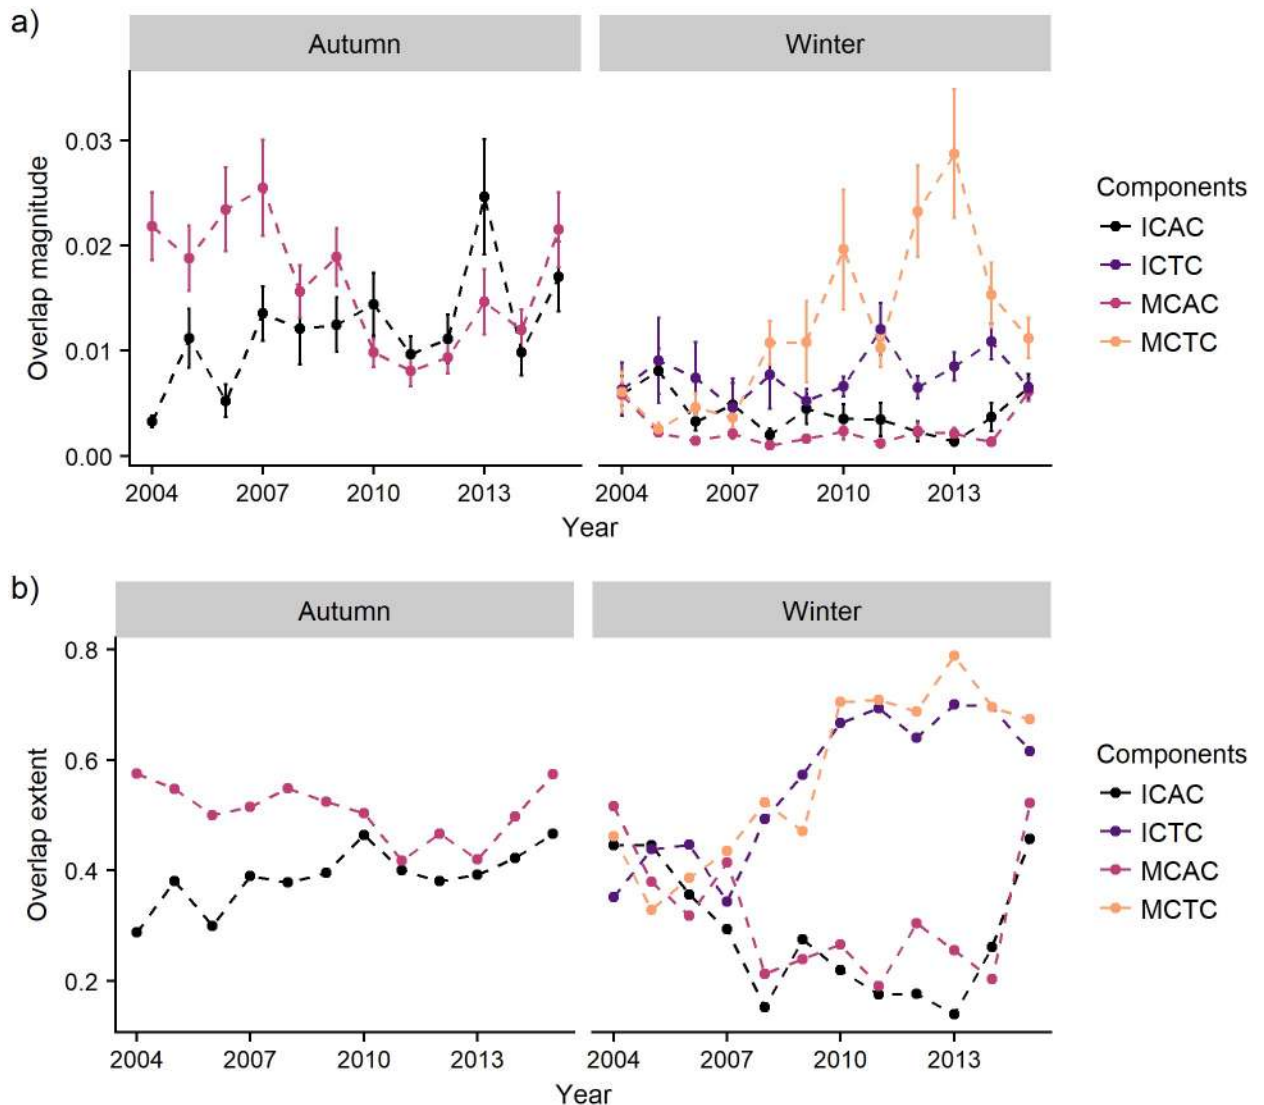 a)
Autumn
Winter
Overlap magnitude
0.03
0.02
0.01
0.00
2004 2007 2010 2013
2004 2007 2010 2013
Year
Components
ICAC
ICTC
MCAC
MCTC
b)
Autumn
Winter
Overlap extent
0.8
0.6
0.4
0.2
2004 2007 2010 2013
2004 2007 2010 2013
Year
Components
ICAC
ICTC
MCAC
MCTC